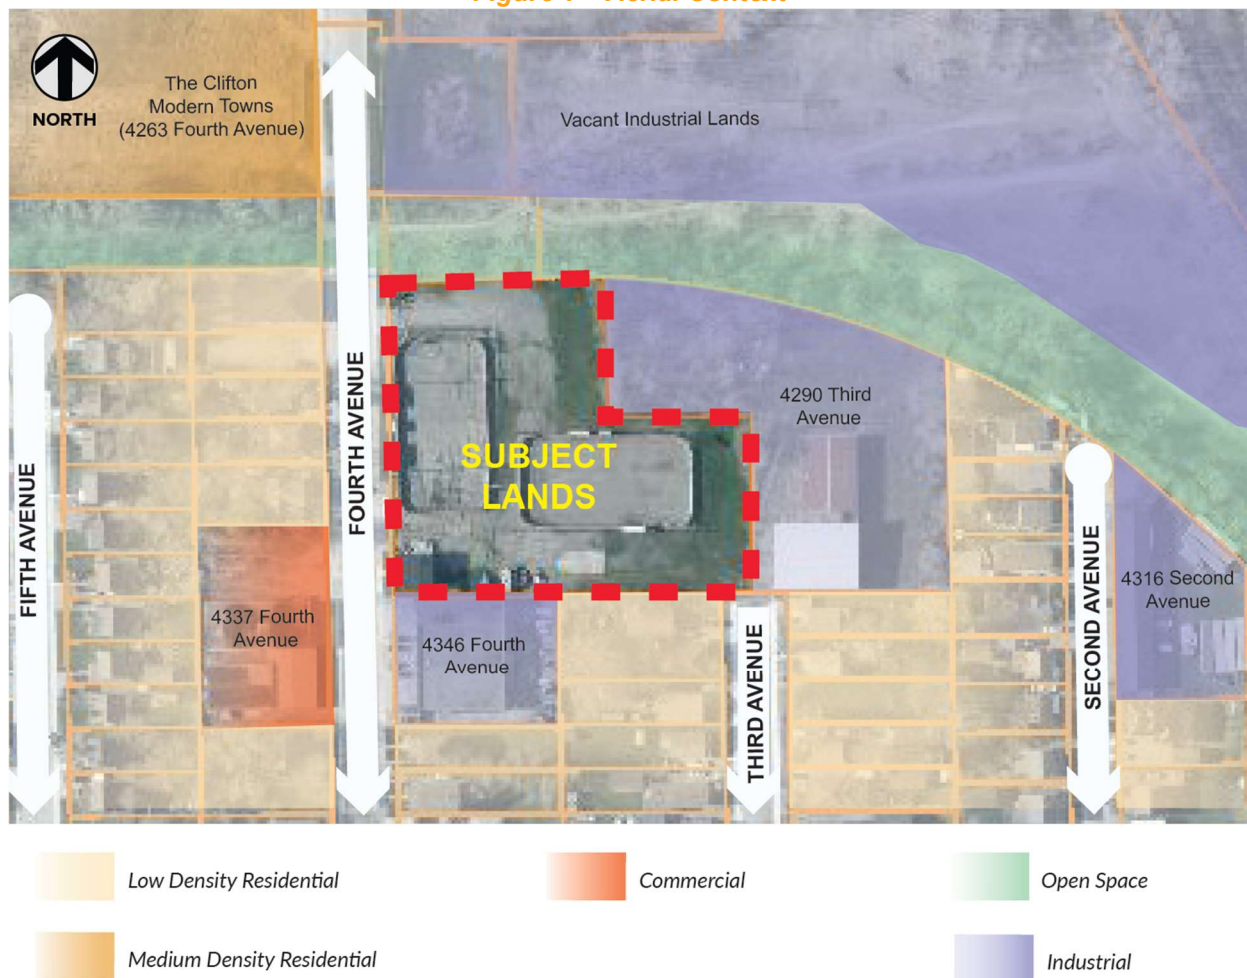 The Clifton
Modern Towns
(4263 Fourth Avenue)
NORTH
Vacant Industrial Lands
FOURTH AVENUE
FIFTH AVENUE
4290 Third
Avenue
SUBJECT
LANDS
SECOND AVENUE
4316 Second
Avenue
4337 Fourth
Avenue
4346 Fourth
Avenue
THIRD AVENUE
Low Density Residential
Commercial
Open Space
Medium Density Residential
Industrial